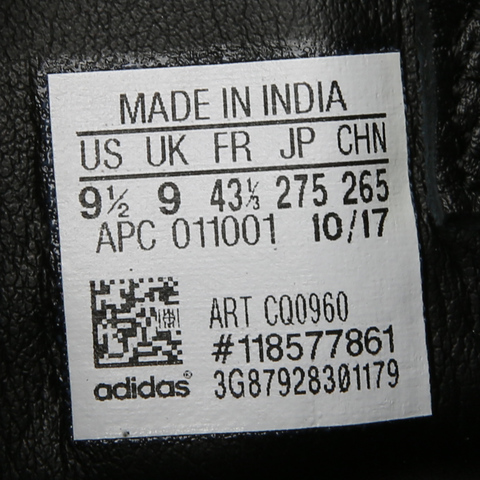 MADE IN INDIA
US UK FR JP CHN
9½ 9 43⅓ 275 265
APC 011001 10/17
ART CQ0960
#118577861
adidas® 3G87928301179